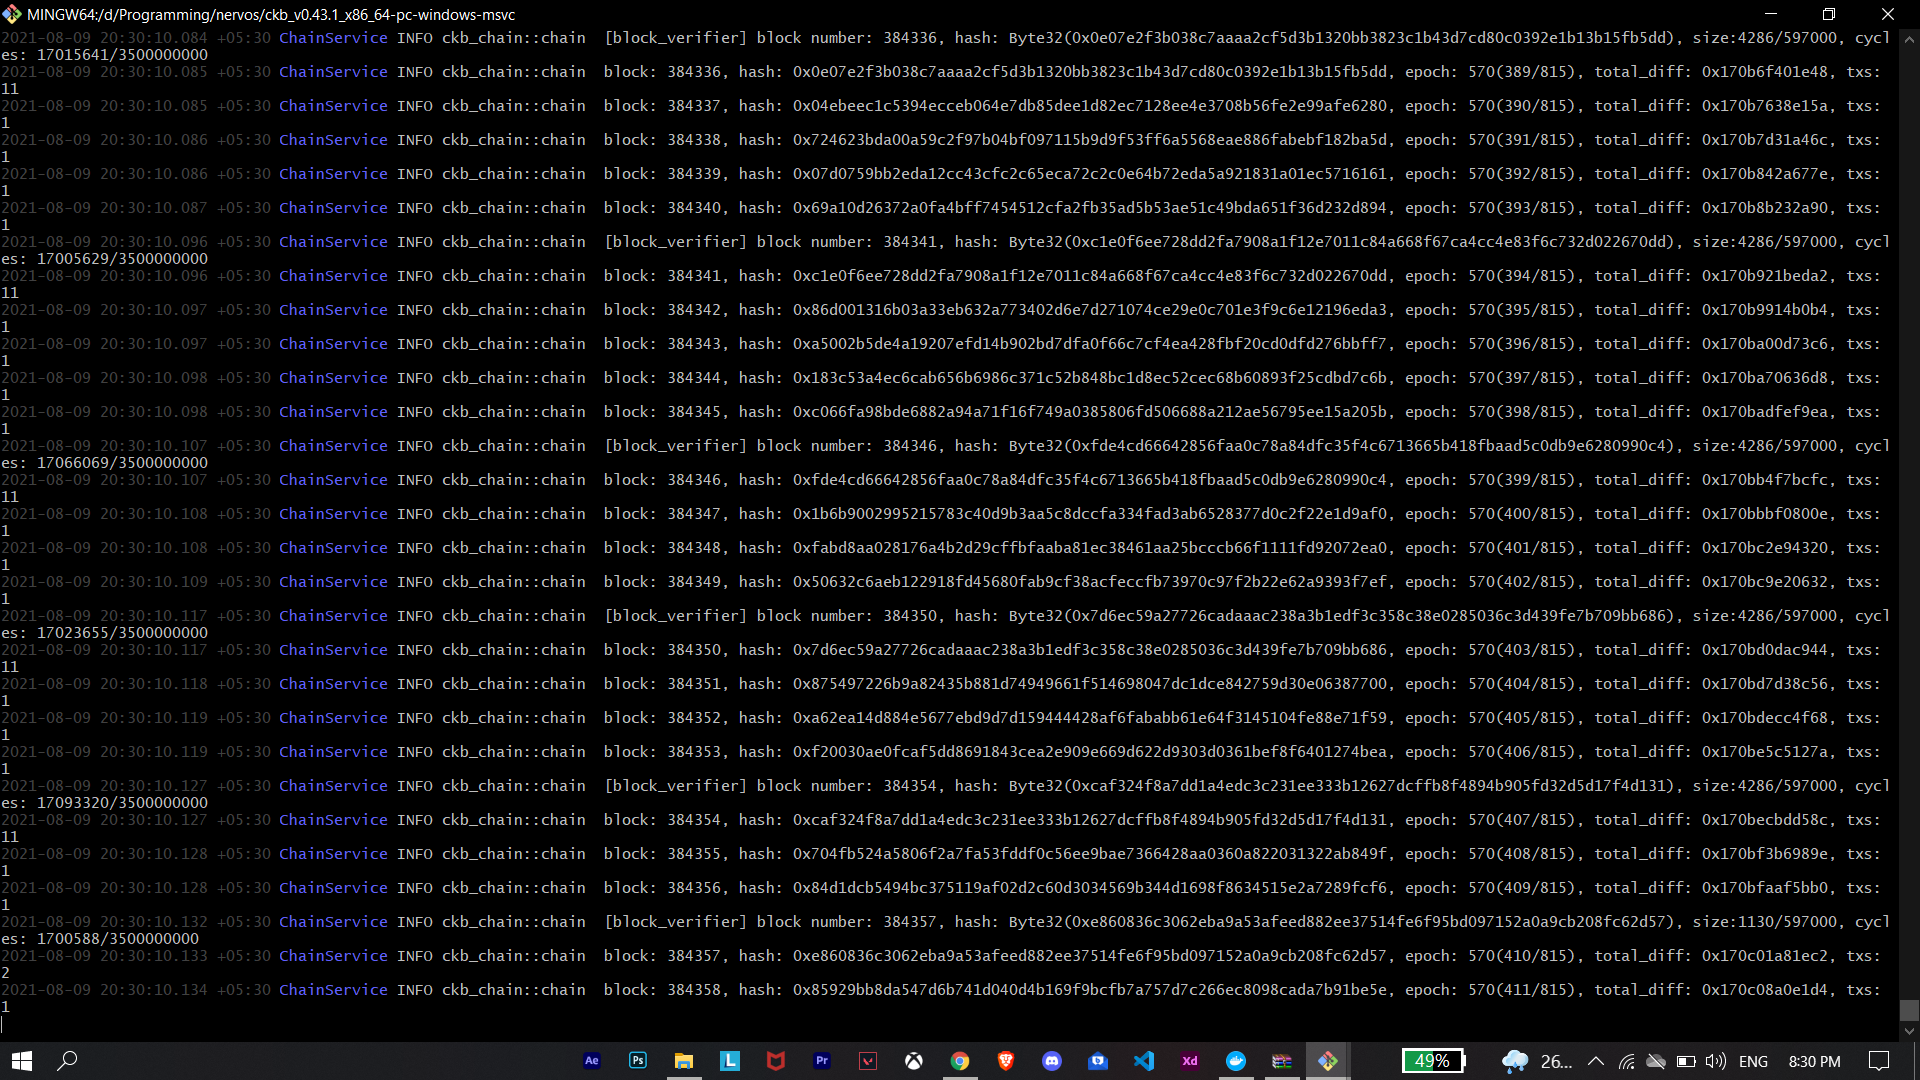 MINGW64:/d/Programming/nervos/ckb_v0.43.1_x86_64-pc-windows-msvc
2021-08-09 20:30:10.084 +05:30 ChainService INFO ckb_chain::chain  [block_verifier] block number: 384336, hash: Byte32(0x0e07e2f3b038c7aaaa2cf5d3b1320bb3823c1b43d7cd80c0392e1b13b15fb5dd), size:4286/597000, cycl
es: 17015641/3500000000
2021-08-09 20:30:10.085 +05:30 ChainService INFO ckb_chain::chain  block: 384336, hash: 0x0e07e2f3b038c7aaaa2cf5d3b1320bb3823c1b43d7cd80c0392e1b13b15fb5dd, epoch: 570(389/815), total_diff: 0x170b6f401e48, txs:
11
2021-08-09 20:30:10.085 +05:30 ChainService INFO ckb_chain::chain  block: 384337, hash: 0x04ebeec1c5394ecceb064e7db85dee1d82ec7128ee4e3708b56fe2e99afe6280, epoch: 570(390/815), total_diff: 0x170b7638e15a, txs:
1
2021-08-09 20:30:10.086 +05:30 ChainService INFO ckb_chain::chain  block: 384338, hash: 0x724623bda00a59c2f97b04bf097115b9d9f53ff6a5568eae886fabebf182ba5d, epoch: 570(391/815), total_diff: 0x170b7d31a46c, txs:
1
2021-08-09 20:30:10.086 +05:30 ChainService INFO ckb_chain::chain  block: 384339, hash: 0x07d0759bb2eda12cc43cfc2c65eca72c2c0e64b72eda5a921831a01ec5716161, epoch: 570(392/815), total_diff: 0x170b842a677e, txs:
1
2021-08-09 20:30:10.087 +05:30 ChainService INFO ckb_chain::chain  block: 384340, hash: 0x69a10d26372a0fa4bff7454512cfa2fb35ad5b53ae51c49bda651f36d232d894, epoch: 570(393/815), total_diff: 0x170b8b232a90, txs:
1
2021-08-09 20:30:10.096 +05:30 ChainService INFO ckb_chain::chain  [block_verifier] block number: 384341, hash: Byte32(0xc1e0f6ee728dd2fa7908a1f12e7011c84a668f67ca4cc4e83f6c732d022670dd), size:4286/597000, cycl
es: 17005629/3500000000
2021-08-09 20:30:10.096 +05:30 ChainService INFO ckb_chain::chain  block: 384341, hash: 0xc1e0f6ee728dd2fa7908a1f12e7011c84a668f67ca4cc4e83f6c732d022670dd, epoch: 570(394/815), total_diff: 0x170b921beda2, txs:
11
2021-08-09 20:30:10.097 +05:30 ChainService INFO ckb_chain::chain  block: 384342, hash: 0x86d001316b03a33eb632a773402d6e7d271074ce29e0c701e3f9c6e12196eda3, epoch: 570(395/815), total_diff: 0x170b9914b0b4, txs:
1
2021-08-09 20:30:10.097 +05:30 ChainService INFO ckb_chain::chain  block: 384343, hash: 0xa5002b5de4a19207efd14b902bd7dfa0f66c7cf4ea428fbf20cd0dfd276bbff7, epoch: 570(396/815), total_diff: 0x170ba00d73c6, txs:
1
2021-08-09 20:30:10.098 +05:30 ChainService INFO ckb_chain::chain  block: 384344, hash: 0x183c53a4ec6cab656b6986c371c52b848bc1d8ec52cec68b60893f25cdbd7c6b, epoch: 570(397/815), total_diff: 0x170ba70636d8, txs:
1
2021-08-09 20:30:10.098 +05:30 ChainService INFO ckb_chain::chain  block: 384345, hash: 0xc066fa98bde6882a94a71f16f749a0385806fd506688a212ae56795ee15a205b, epoch: 570(398/815), total_diff: 0x170badfef9ea, txs:
1
2021-08-09 20:30:10.107 +05:30 ChainService INFO ckb_chain::chain  [block_verifier] block number: 384346, hash: Byte32(0xfde4cd66642856faa0c78a84dfc35f4c6713665b418fbaad5c0db9e6280990c4), size:4286/597000, cycl
es: 17066069/3500000000
2021-08-09 20:30:10.107 +05:30 ChainService INFO ckb_chain::chain  block: 384346, hash: 0xfde4cd66642856faa0c78a84dfc35f4c6713665b418fbaad5c0db9e6280990c4, epoch: 570(399/815), total_diff: 0x170bb4f7bcfc, txs:
11
2021-08-09 20:30:10.108 +05:30 ChainService INFO ckb_chain::chain  block: 384347, hash: 0x1b6b9002995215783c40d9b3aa5c8dccfa334fad3ab6528377d0c2f22e1d9af0, epoch: 570(400/815), total_diff: 0x170bbbf0800e, txs:
1
2021-08-09 20:30:10.108 +05:30 ChainService INFO ckb_chain::chain  block: 384348, hash: 0xfabd8aa028176a4b2d29cffbfaaba81ec38461aa25bcccb66f1111fd92072ea0, epoch: 570(401/815), total_diff: 0x170bc2e94320, txs:
1
2021-08-09 20:30:10.109 +05:30 ChainService INFO ckb_chain::chain  block: 384349, hash: 0x50632c6aeb122918fd45680fab9cf38acfeccfb73970c97f2b22e62a9393f7ef, epoch: 570(402/815), total_diff: 0x170bc9e20632, txs:
1
2021-08-09 20:30:10.117 +05:30 ChainService INFO ckb_chain::chain  [block_verifier] block number: 384350, hash: Byte32(0x7d6ec59a27726cadaaac238a3b1edf3c358c38e0285036c3d439fe7b709bb686), size:4286/597000, cycl
es: 17023655/3500000000
2021-08-09 20:30:10.117 +05:30 ChainService INFO ckb_chain::chain  block: 384350, hash: 0x7d6ec59a27726cadaaac238a3b1edf3c358c38e0285036c3d439fe7b709bb686, epoch: 570(403/815), total_diff: 0x170bd0dac944, txs:
11
2021-08-09 20:30:10.118 +05:30 ChainService INFO ckb_chain::chain  block: 384351, hash: 0x875497226b9a82435b881d74949661f514698047dc1dce842759d30e06387700, epoch: 570(404/815), total_diff: 0x170bd7d38c56, txs:
1
2021-08-09 20:30:10.119 +05:30 ChainService INFO ckb_chain::chain  block: 384352, hash: 0xa62ea14d884e5677ebd9d7d159444428af6fababb61e64f3145104fe88e71f59, epoch: 570(405/815), total_diff: 0x170bdecc4f68, txs:
1
2021-08-09 20:30:10.119 +05:30 ChainService INFO ckb_chain::chain  block: 384353, hash: 0xf20030ae0fcaf5dd8691843cea2e909e669d622d9303d0361bef8f6401274bea, epoch: 570(406/815), total_diff: 0x170be5c5127a, txs:
1
2021-08-09 20:30:10.127 +05:30 ChainService INFO ckb_chain::chain  [block_verifier] block number: 384354, hash: Byte32(0xcaf324f8a7dd1a4edc3c231ee333b12627dcffb8f4894b905fd32d5d17f4d131), size:4286/597000, cycl
es: 17093320/3500000000
2021-08-09 20:30:10.127 +05:30 ChainService INFO ckb_chain::chain  block: 384354, hash: 0xcaf324f8a7dd1a4edc3c231ee333b12627dcffb8f4894b905fd32d5d17f4d131, epoch: 570(407/815), total_diff: 0x170becbdd58c, txs:
11
2021-08-09 20:30:10.128 +05:30 ChainService INFO ckb_chain::chain  block: 384355, hash: 0x704fb524a5806f2a7fa53fddf0c56ee9bae7366428aa0360a822031322ab849f, epoch: 570(408/815), total_diff: 0x170bf3b6989e, txs:
1
2021-08-09 20:30:10.128 +05:30 ChainService INFO ckb_chain::chain  block: 384356, hash: 0x84d1dcb5494bc375119af02d2c60d3034569b344d1698f8634515e2a7289fcf6, epoch: 570(409/815), total_diff: 0x170bfaaf5bb0, txs:
1
2021-08-09 20:30:10.132 +05:30 ChainService INFO ckb_chain::chain  [block_verifier] block number: 384357, hash: Byte32(0xe860836c3062eba9a53afeed882ee37514fe6f95bd097152a0a9cb208fc62d57), size:1130/597000, cycl
es: 1700588/3500000000
2021-08-09 20:30:10.133 +05:30 ChainService INFO ckb_chain::chain  block: 384357, hash: 0xe860836c3062eba9a53afeed882ee37514fe6f95bd097152a0a9cb208fc62d57, epoch: 570(410/815), total_diff: 0x170c01a81ec2, txs:
2
2021-08-09 20:30:10.134 +05:30 ChainService INFO ckb_chain::chain  block: 384358, hash: 0x85929bb8da547d6b741d040d4b169f9bcfb7a757d7c266ec8098cada7b91be5e, epoch: 570(411/815), total_diff: 0x170c08a0e1d4, txs:
1
Ae Ps L Pr Xd 49% 26... ENG 8:30 PM